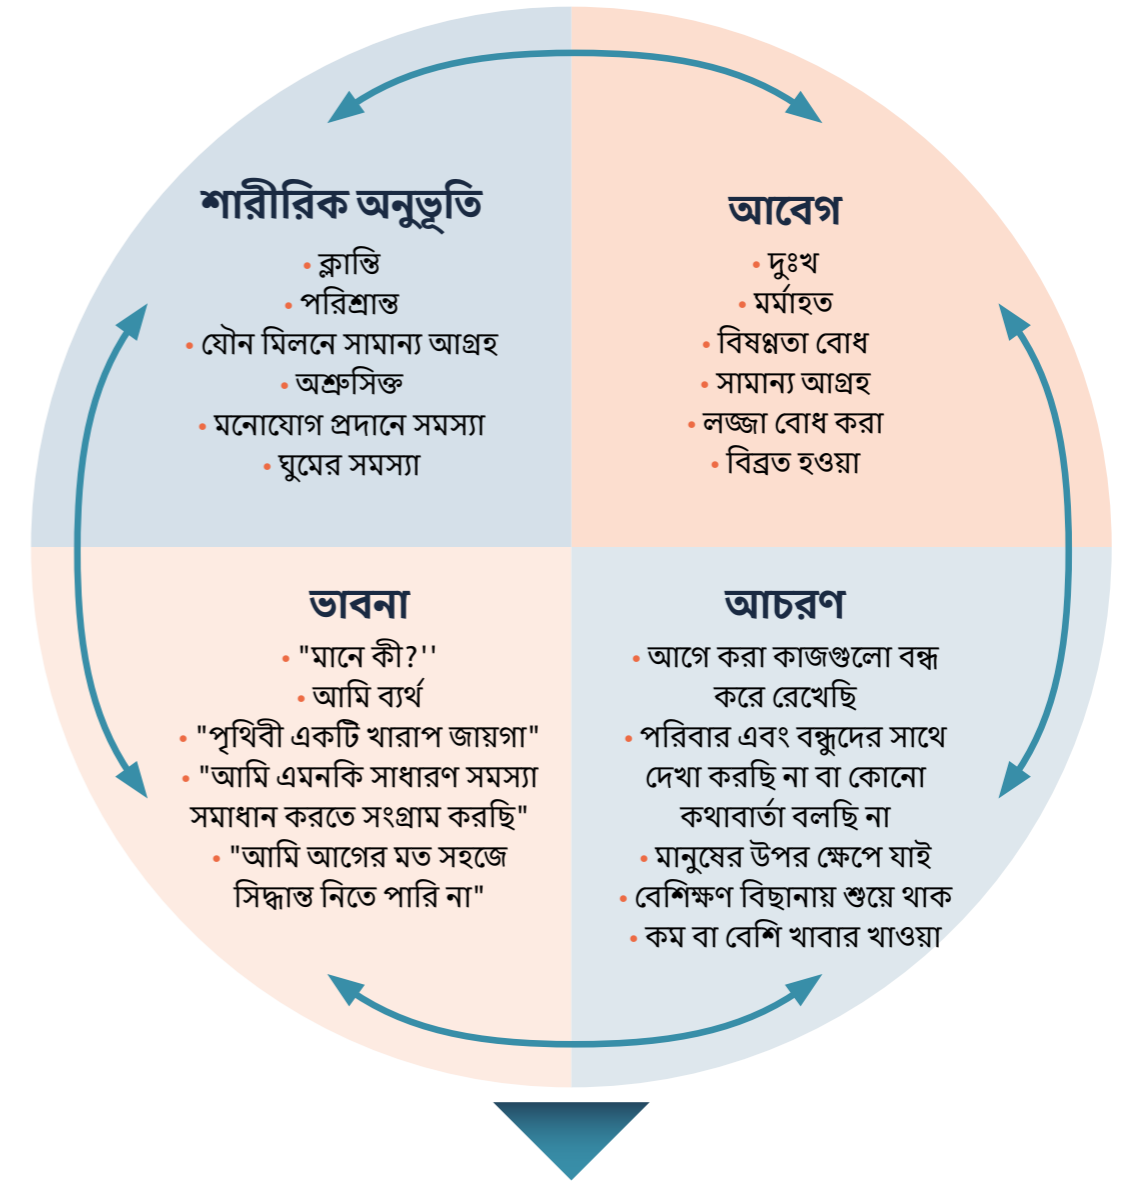 শারীরিক অনুভূতি
• ক্লান্তি
• পরিশ্রান্ত
• যৌন মিলনে সামান্য আগ্রহ
• অশ্রুসিক্ত
• মনোযোগ প্রদানে সমস্যা
• ঘুমের সমস্যা
আবেগ
• দুঃখ
• মর্মাহত
• বিষণ্ণতা বোধ
• সামান্য আগ্রহ
• লজ্জা বোধ করা
• বিব্রত হওয়া
ভাবনা
• "মানে কী?''
• আমি ব্যর্থ
• "পৃথিবী একটি খারাপ জায়গা"
• "আমি এমনকি সাধারণ সমস্যা
সমাধান করতে সংগ্রাম করছি"
• "আমি আগের মত সহজে
সিদ্ধান্ত নিতে পারি না"
আচরণ
• আগে করা কাজগুলো বন্ধ
করে রেখেছি
• পরিবার এবং বন্ধুদের সাথে
দেখা করছি না বা কোনো
কথাবার্তা বলছি না
• মানুষের উপর ক্ষেপে যাই
• বেশিক্ষণ বিছানায় শুয়ে থাক
• কম বা বেশি খাবার খাওয়া